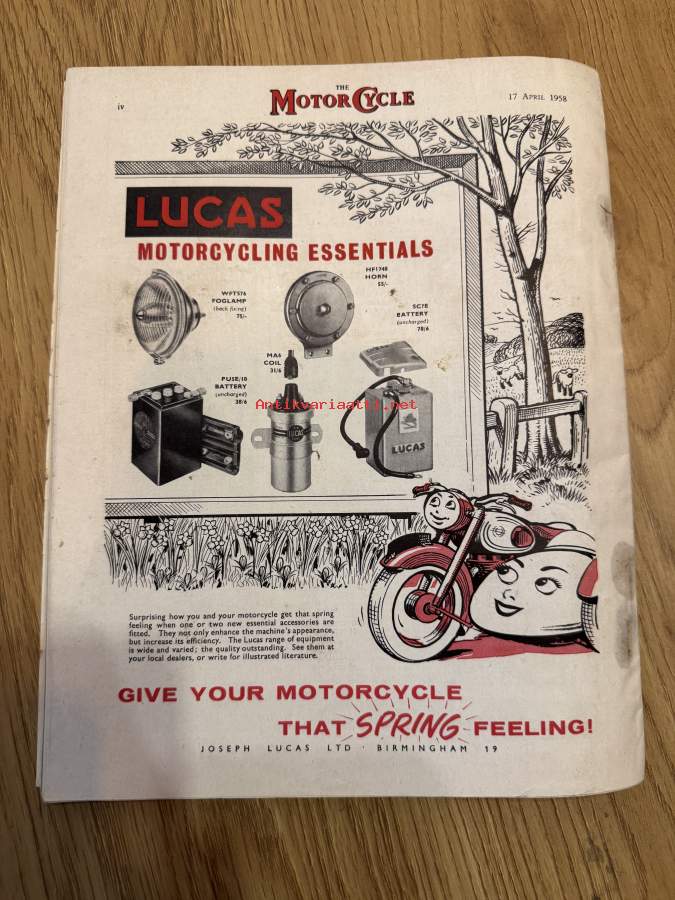 iv
THE
MOTOR CYCLE
17 APRIL 1958
LUCAS
MOTORCYCLING ESSENTIALS
WFT576
FOGLAMP
(back fixing)
75/-
HF1748
HORN
55/-
SC7E
BATTERY
(uncharged)
78/6
MA6
COIL
31/6
PU5E/10
BATTERY
(uncharged)
38/6
Antikvariaatti.net
LUCAS
LUCAS
Surprising how you and your motorcycle get that spring
feeling when one or two new essential accessories are
fitted. They not only enhance the machine's appearance,
but increase its efficiency. The Lucas range of equipment
is wide and varied; the quality outstanding. See them at
your local dealers, or write for illustrated literature.
GIVE YOUR MOTORCYCLE
THAT SPRING FEELING!
JOSEPH LUCAS LTD · BIRMINGHAM 19